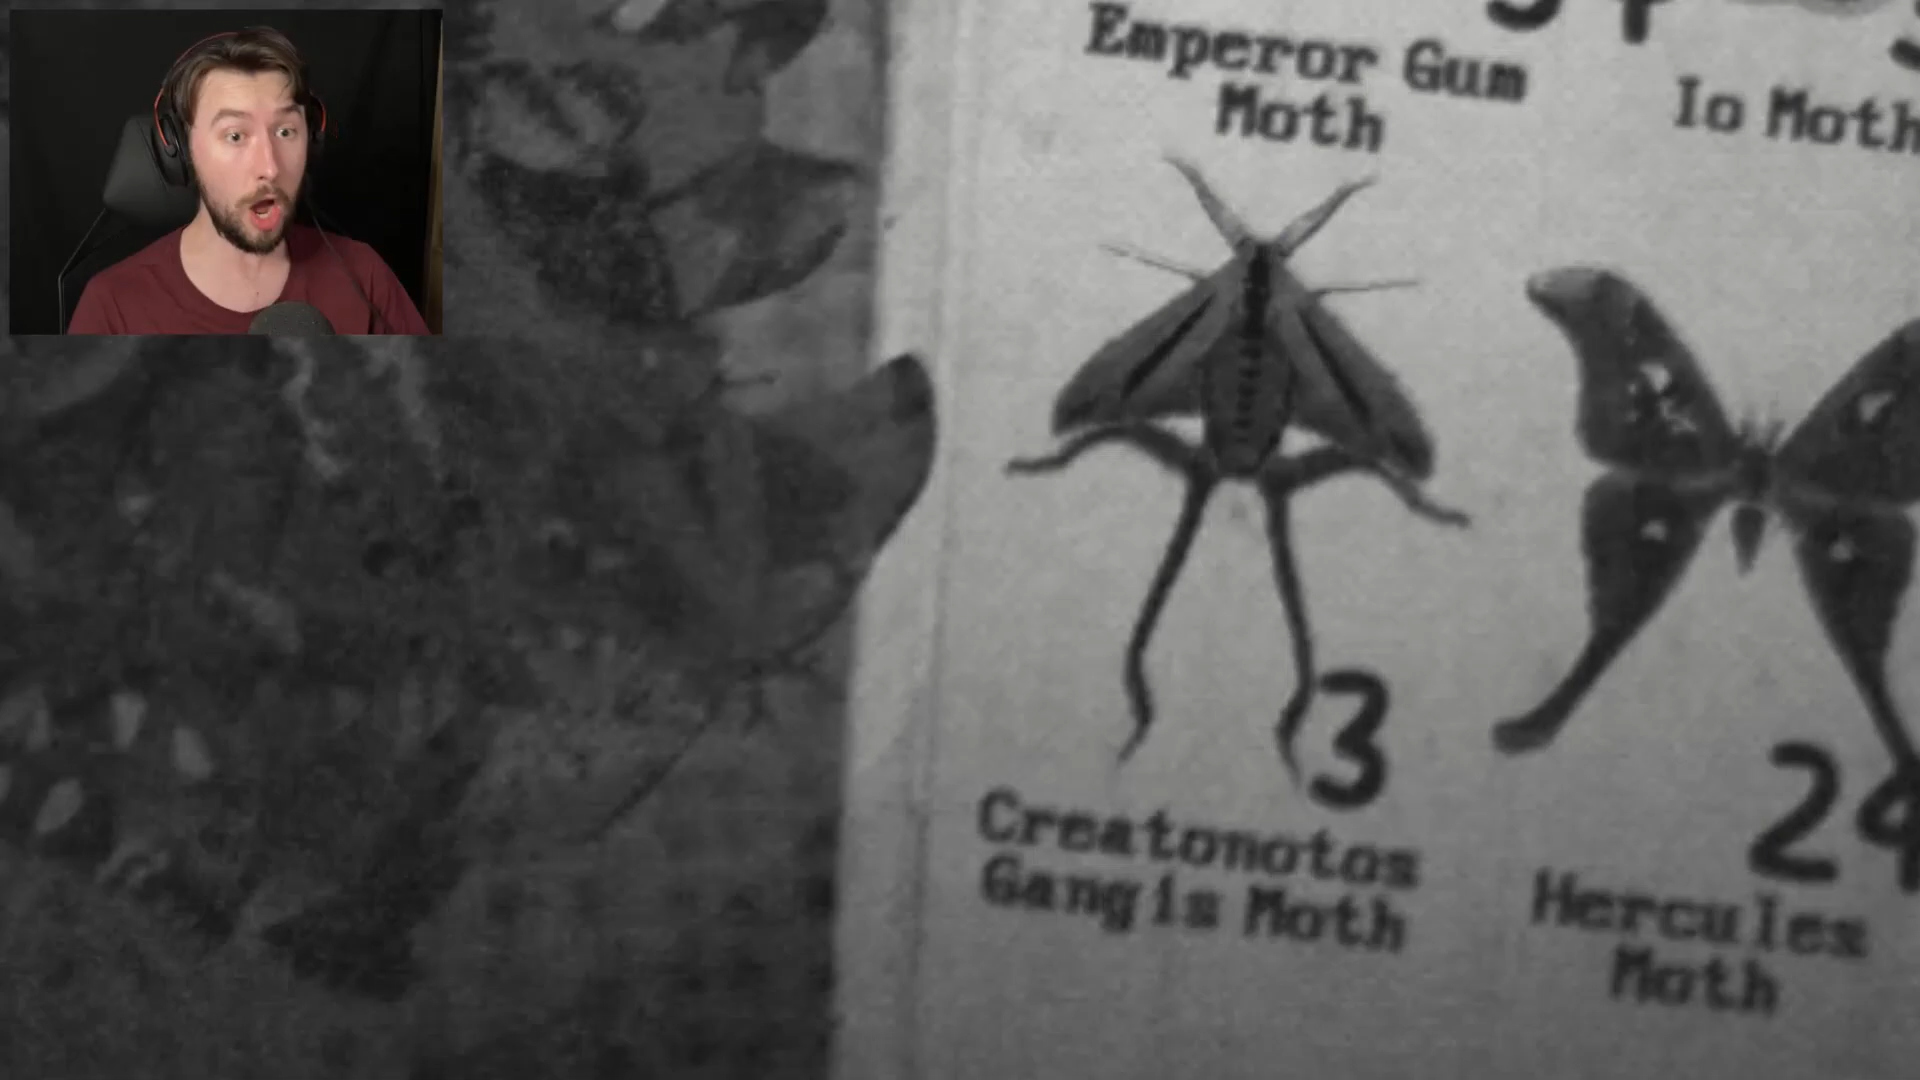 Emperor Gum
Moth
Io Moth
3
Creatonotos
Gangis Moth
24
Hercules
Moth